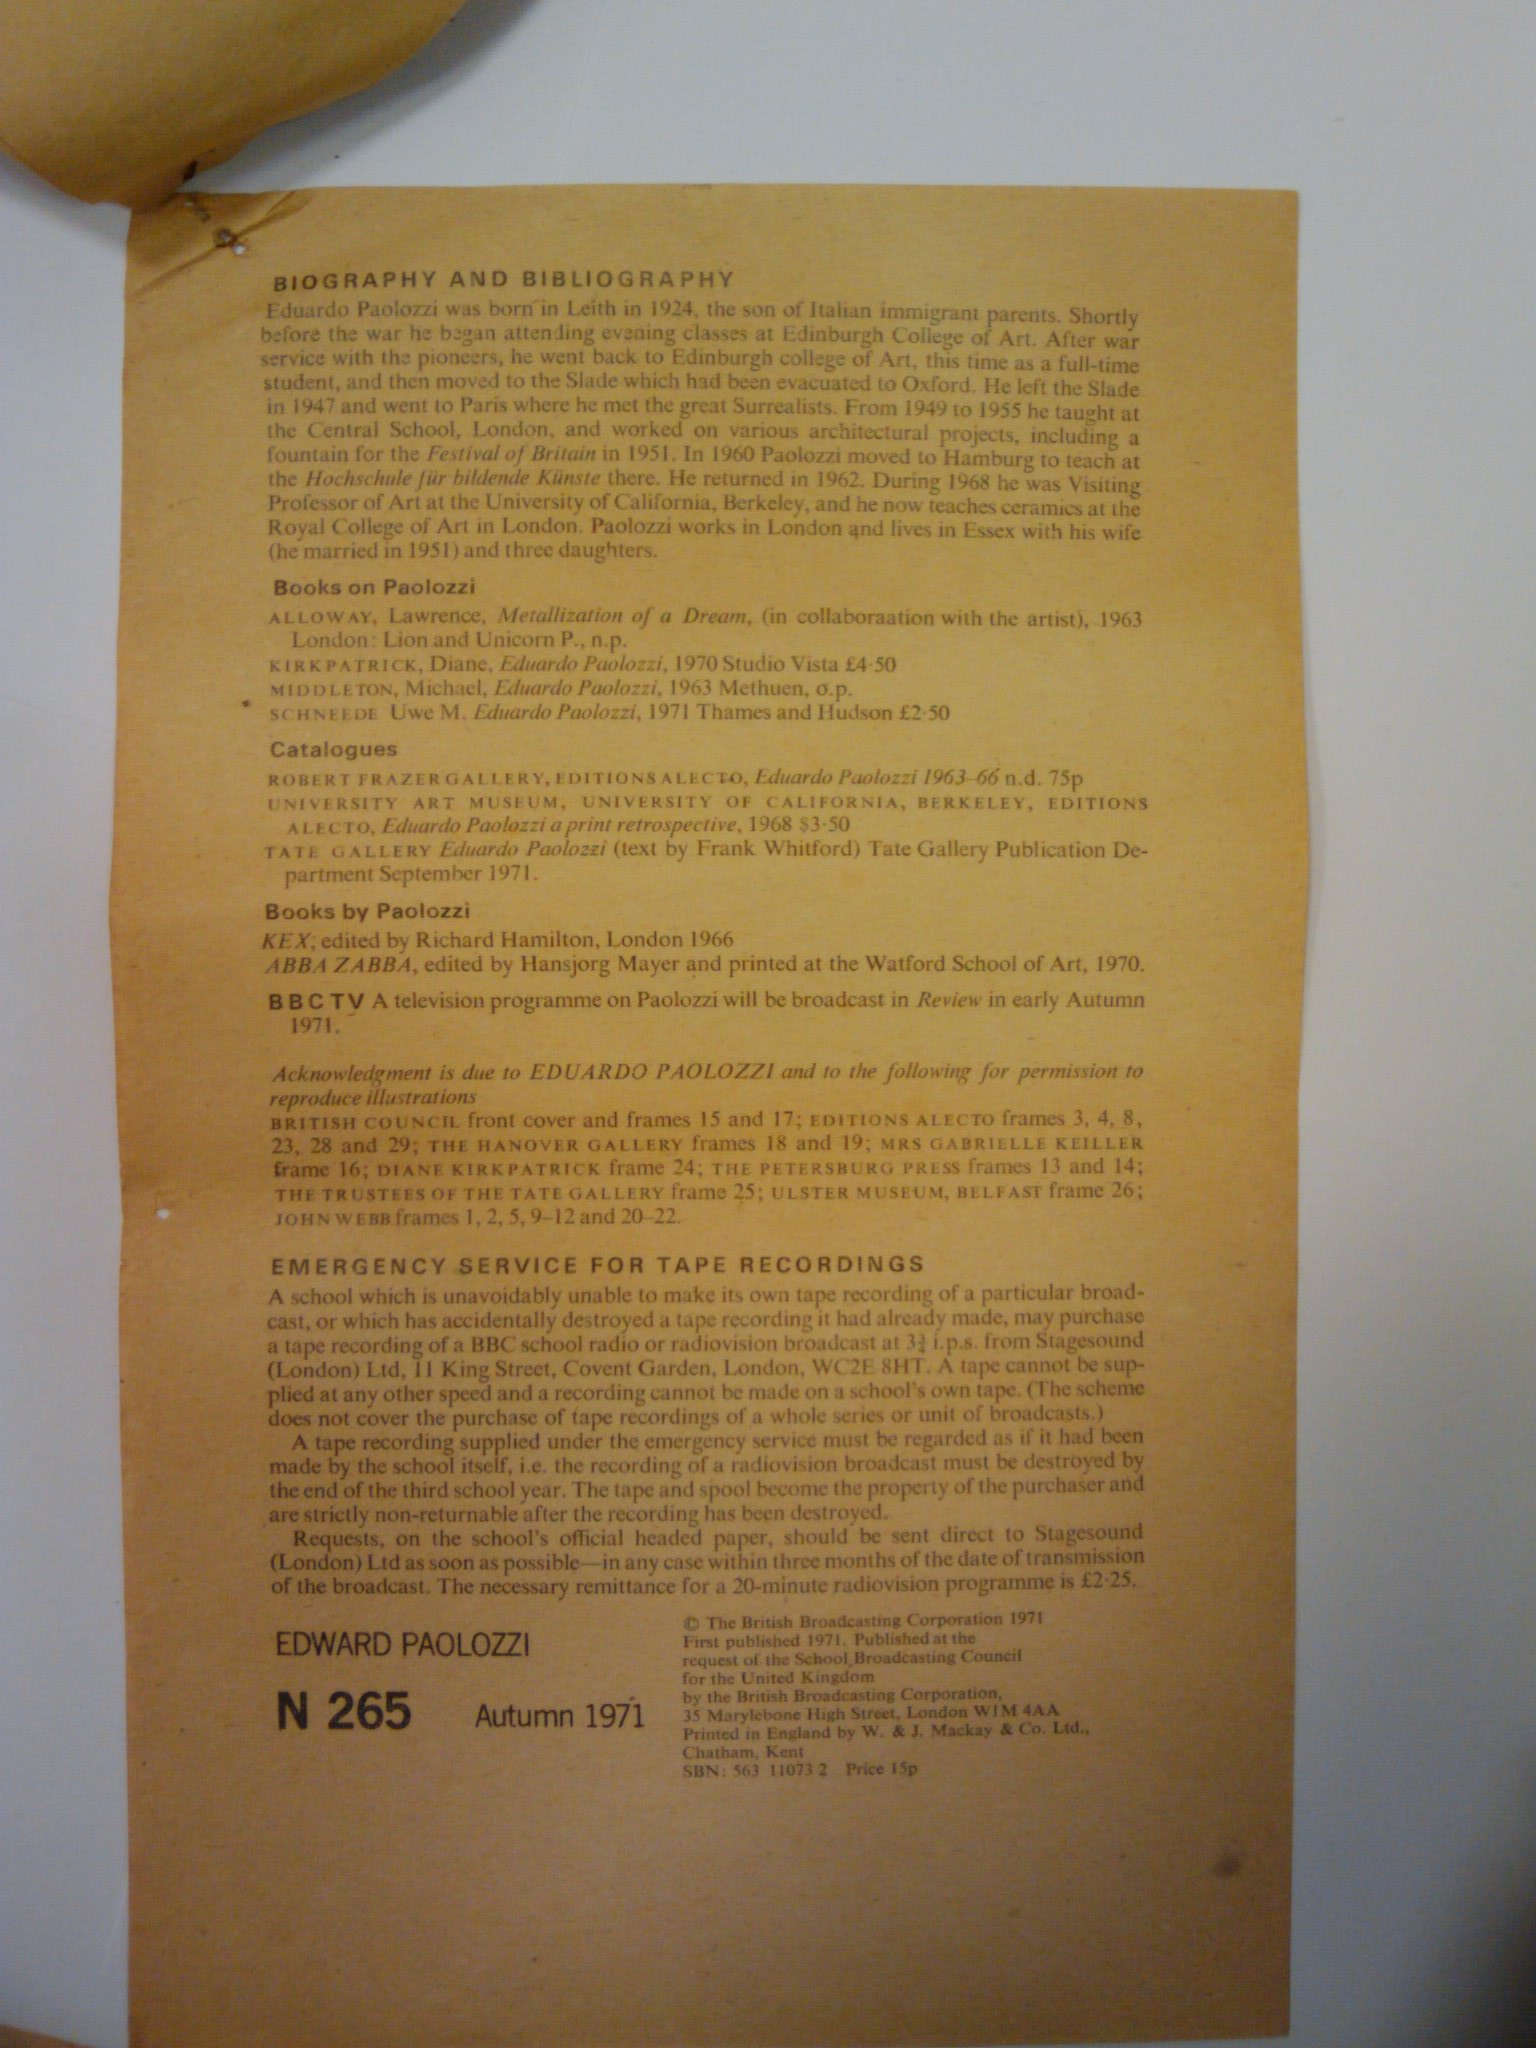 BIOGRAPHY AND BIBLIOGRAPHY
Eduardo Paolozzi was born in Leith in 1924, the son of Italian immigrant parents. Shortly
before the war he began attending evening classes at Edinburgh College of Art. After war
service with the pioneers, he went back to Edinburgh college of Art, this time as a full-time
student, and then moved to the Slade which had been evacuated to Oxford. He left the Slade
in 1947 and went to Paris where he met the great Surrealists. From 1949 to 1955 he taught at
the Central School, London, and worked on various architectural projects, including a
fountain for the Festival of Britain in 1951. In 1960 Paolozzi moved to Hamburg to teach at
the Hochschule für bildende Künste there. He returned in 1962. During 1968 he was Visiting
Professor of Art at the University of California, Berkeley, and he now teaches ceramics at the
Royal College of Art in London. Paolozzi works in London and lives in Essex with his wife
(he married in 1951) and three daughters.
Books on Paolozzi
ALLOWAY, Lawrence, Metallization of a Dream, (in collaboraation with the artist), 1963
London: Lion and Unicorn P., n.p.
KIRKPATRICK, Diane, Eduardo Paolozzi, 1970 Studio Vista £4·50
MIDDLETON, Michael, Eduardo Paolozzi, 1963 Methuen, o.p.
SCHNEEDE Uwe M. Eduardo Paolozzi, 1971 Thames and Hudson £2·50
Catalogues
ROBERT FRAZER GALLERY, EDITIONS ALECTO, Eduardo Paolozzi 1963–66 n.d. 75p
UNIVERSITY ART MUSEUM, UNIVERSITY OF CALIFORNIA, BERKELEY, EDITIONS
ALECTO, Eduardo Paolozzi a print retrospective, 1968 $3·50
TATE GALLERY Eduardo Paolozzi (text by Frank Whitford) Tate Gallery Publication De-
partment September 1971.
Books by Paolozzi
KEX, edited by Richard Hamilton, London 1966
ABBA ZABBA, edited by Hansjorg Mayer and printed at the Watford School of Art, 1970.
BBC TV A television programme on Paolozzi will be broadcast in Review in early Autumn
1971.
Acknowledgment is due to EDUARDO PAOLOZZI and to the following for permission to
reproduce illustrations
BRITISH COUNCIL front cover and frames 15 and 17; EDITIONS ALECTO frames 3, 4, 8,
23, 28 and 29; THE HANOVER GALLERY frames 18 and 19; MRS GABRIELLE KEILLER
frame 16; DIANE KIRKPATRICK frame 24; THE PETERSBURG PRESS frames 13 and 14;
THE TRUSTEES OF THE TATE GALLERY frame 25; ULSTER MUSEUM, BELFAST frame 26;
JOHN WEBB frames 1, 2, 5, 9–12 and 20–22.
EMERGENCY SERVICE FOR TAPE RECORDINGS
A school which is unavoidably unable to make its own tape recording of a particular broad-
cast, or which has accidentally destroyed a tape recording it had already made, may purchase
a tape recording of a BBC school radio or radiovision broadcast at 3¾ i.p.s. from Stagesound
(London) Ltd, 11 King Street, Covent Garden, London, WC2E 8HT. A tape cannot be sup-
plied at any other speed and a recording cannot be made on a school's own tape. (The scheme
does not cover the purchase of tape recordings of a whole series or unit of broadcasts.)
A tape recording supplied under the emergency service must be regarded as if it had been
made by the school itself, i.e. the recording of a radiovision broadcast must be destroyed by
the end of the third school year. The tape and spool become the property of the purchaser and
are strictly non-returnable after the recording has been destroyed.
Requests, on the school's official headed paper, should be sent direct to Stagesound
(London) Ltd as soon as possible—in any case within three months of the date of transmission
of the broadcast. The necessary remittance for a 20-minute radiovision programme is £2·25.
EDWARD PAOLOZZI
N 265 Autumn 1971
© The British Broadcasting Corporation 1971
First published 1971. Published at the
request of the School Broadcasting Council
for the United Kingdom
by the British Broadcasting Corporation,
35 Marylebone High Street, London W1M 4AA
Printed in England by W. & J. Mackay & Co. Ltd.,
Chatham, Kent
SBN: 563 11073 2 Price 15p